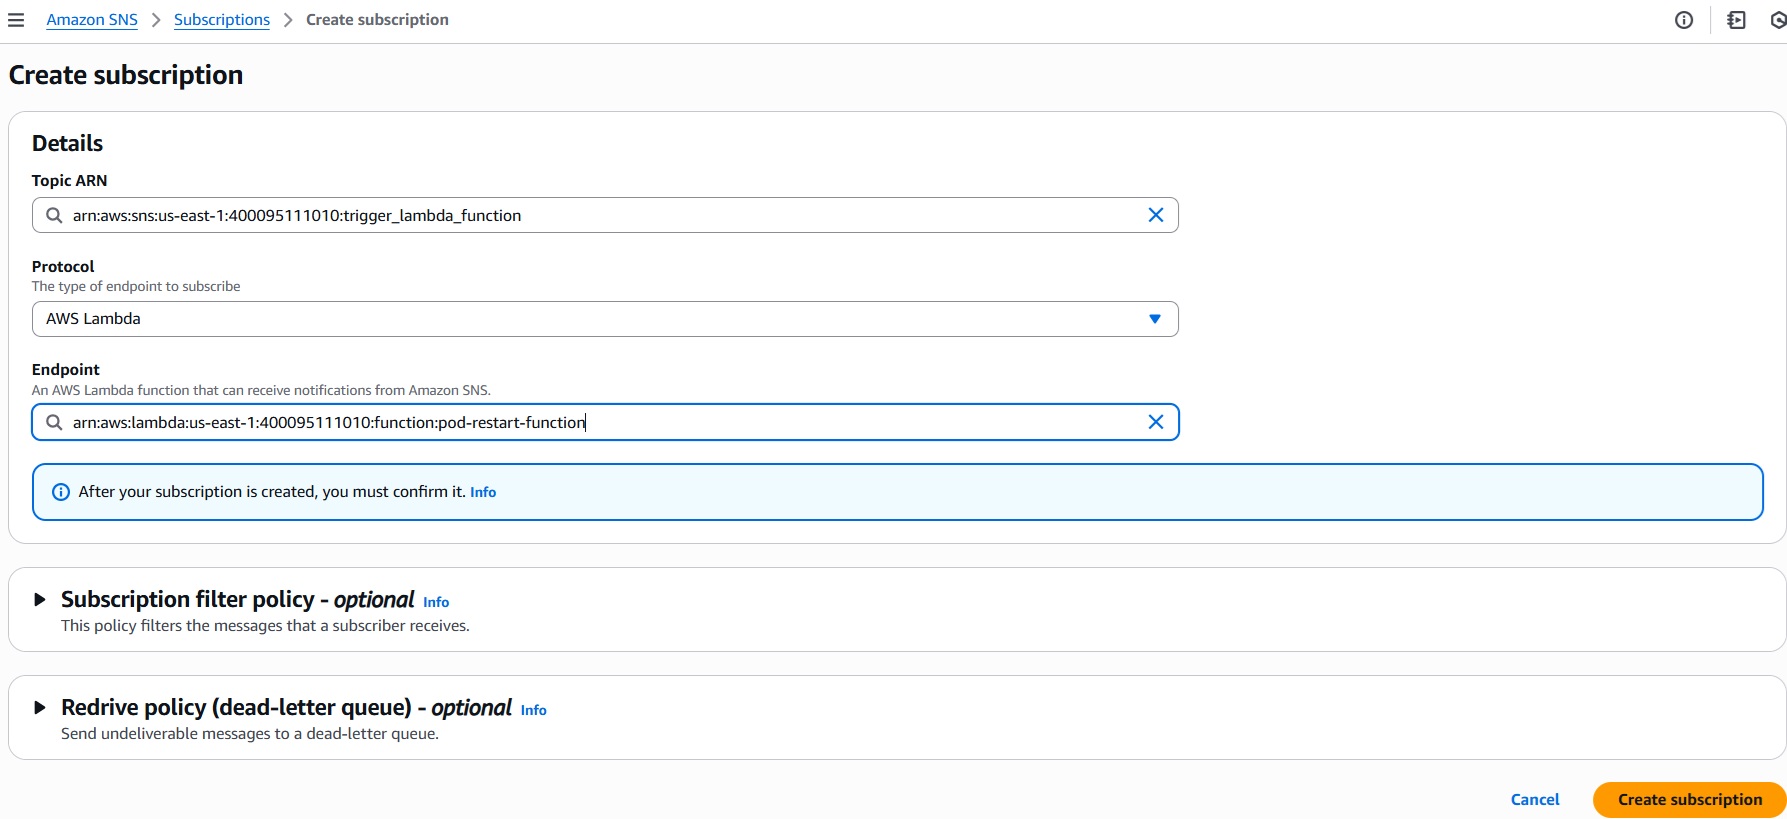 Amazon SNS > Subscriptions > Create subscription
Create subscription
Details
Topic ARN
arn:aws:sns:us-east-1:400095111010:trigger_lambda_function
Protocol
The type of endpoint to subscribe
AWS Lambda
Endpoint
An AWS Lambda function that can receive notifications from Amazon SNS.
arn:aws:lambda:us-east-1:400095111010:function:pod-restart-function
After your subscription is created, you must confirm it. Info
Subscription filter policy - optional Info
This policy filters the messages that a subscriber receives.
Redrive policy (dead-letter queue) - optional Info
Send undeliverable messages to a dead-letter queue.
Cancel Create subscription